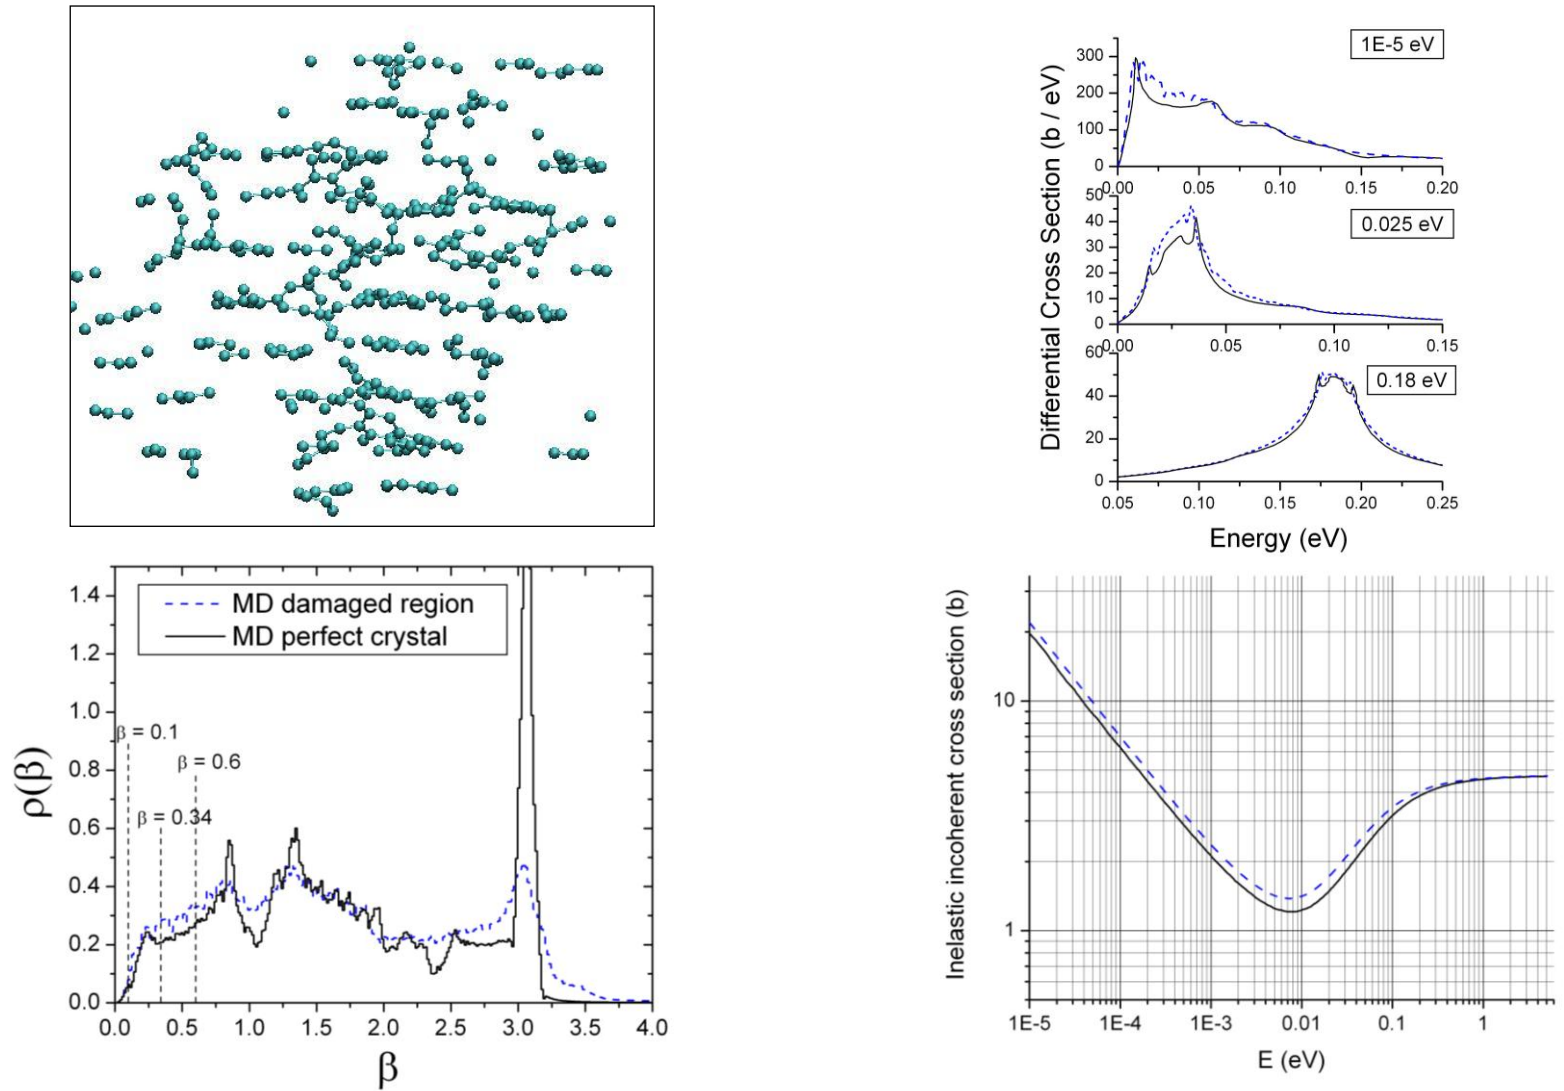 Differential Cross Section (b / eV)
1E-5 eV
300
200
100
0
0.00 0.05 0.10 0.15 0.20
0.025 eV
50
40
30
20
10
0
0.00 0.05 0.10 0.15
0.18 eV
60
40
20
0
0.05 0.10 0.15 0.20 0.25
Energy (eV)
ρ(β)
1.4
1.2
1.0
0.8
0.6
0.4
0.2
0.0
MD damaged region
MD perfect crystal
β = 0.1
β = 0.6
β = 0.34
0.0 0.5 1.0 1.5 2.0 2.5 3.0 3.5 4.0
β
Inelastic incoherent cross section (b)
10
1
1E-5 1E-4 1E-3 0.01 0.1 1
E (eV)